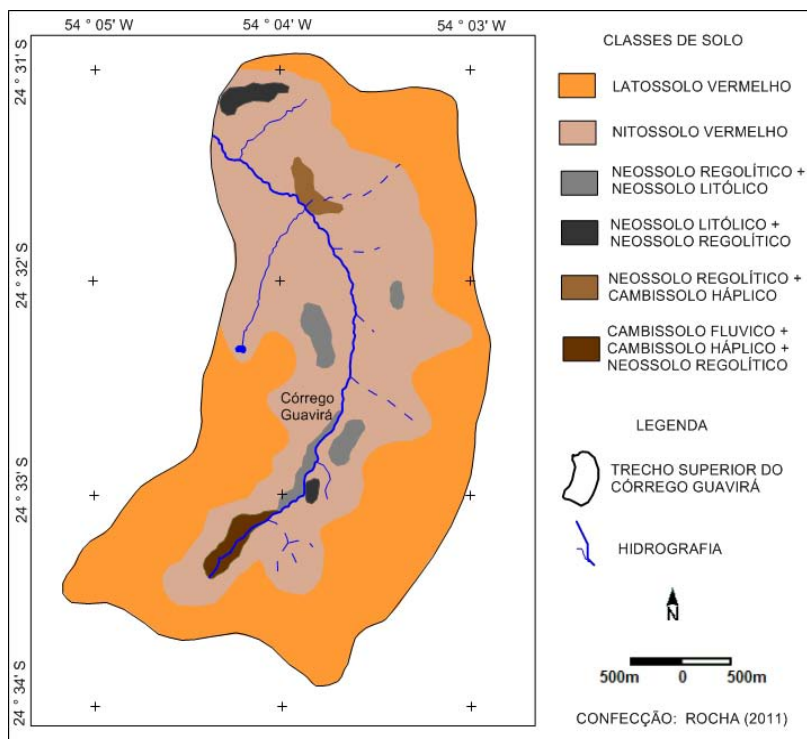 54 ° 05' W
54 ° 04' W
54 ° 03' W
24 ° 31' S
24 ° 32' S
24 ° 33' S
24 ° 34' S
Córrego
Guavirá
CLASSES DE SOLO
LATOSSOLO VERMELHO
NITOSSOLO VERMELHO
NEOSSOLO REGOLÍTICO +
NEOSSOLO LITÓLICO
NEOSSOLO LITÓLICO +
NEOSSOLO REGOLÍTICO
NEOSSOLO REGOLÍTICO +
CAMBISSOLO HÁPLICO
CAMBISSOLO FLUVICO +
CAMBISSOLO HÁPLICO +
NEOSSOLO REGOLÍTICO
LEGENDA
TRECHO SUPERIOR DO
CÓRREGO GUAVIRÁ
HIDROGRAFIA
N
500m 0 500m
CONFECÇÃO: ROCHA (2011)